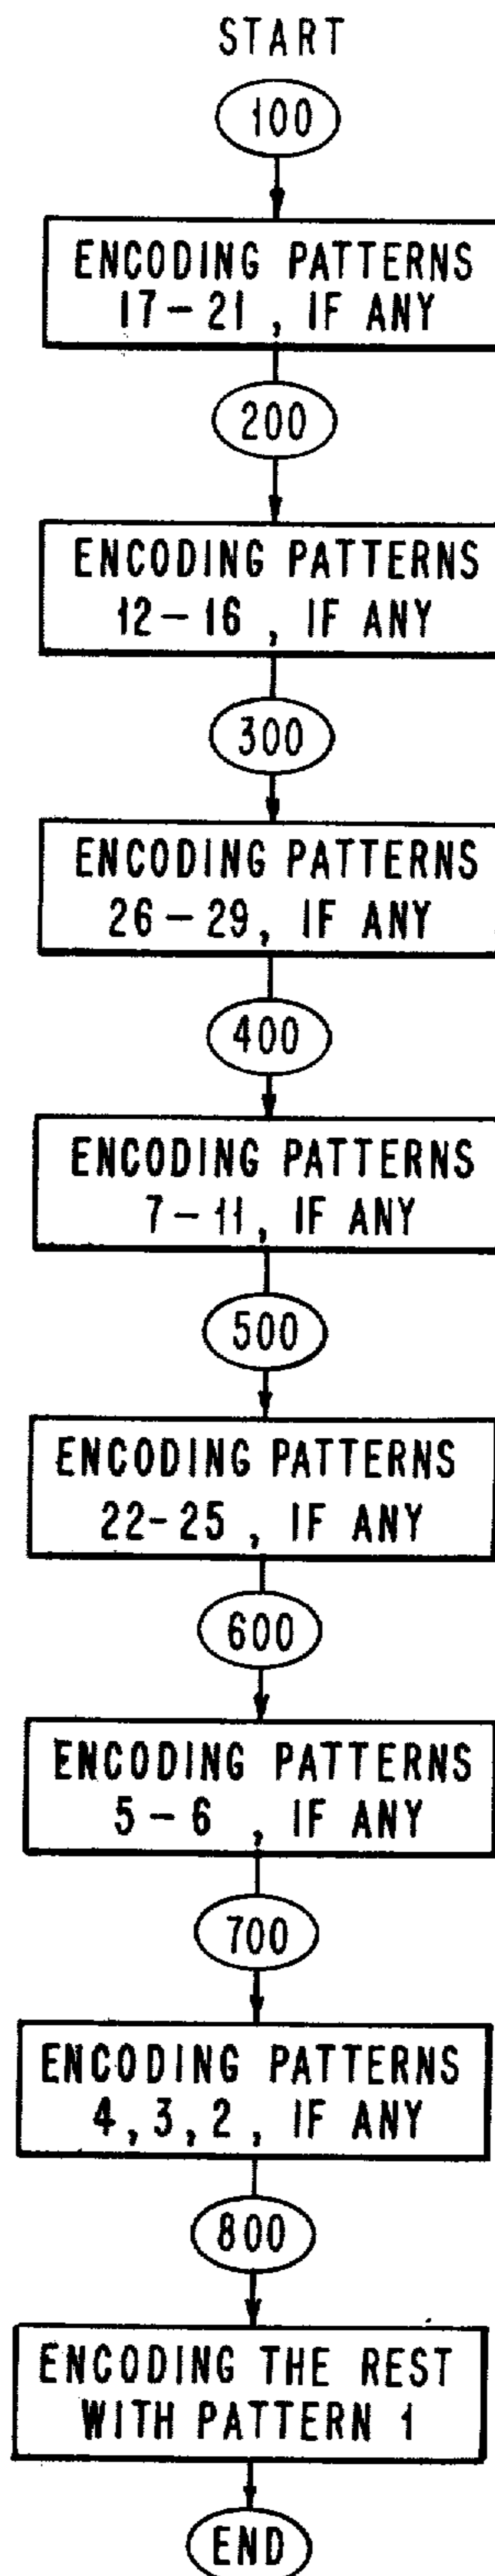 START
100
ENCODING PATTERNS
17-21, IF ANY
200
ENCODING PATTERNS
12-16, IF ANY
300
ENCODING PATTERNS
26-29, IF ANY
400
ENCODING PATTERNS
7-11, IF ANY
500
ENCODING PATTERNS
22-25, IF ANY
600
ENCODING PATTERNS
5-6, IF ANY
700
ENCODING PATTERNS
4,3,2, IF ANY
800
ENCODING THE REST
WITH PATTERN 1
END